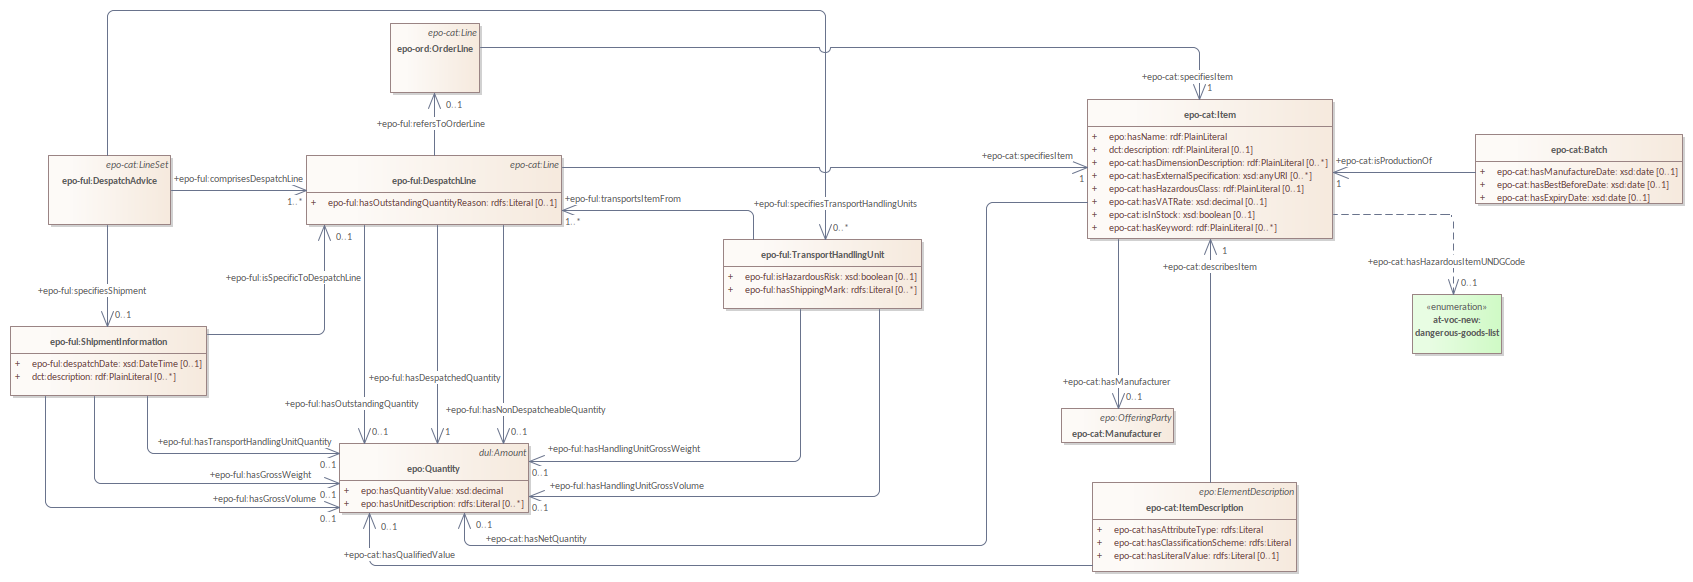 epo-cat:Line
epo-ord:OrderLine
+epo-cat:specifiesItem
1
0..1
+epo-ful:refersToOrderLine
epo-cat:Item
+ epo:hasName: rdf:PlainLiteral
+ dct:description: rdf:PlainLiteral [0..1]
+ epo-cat:hasDimensionDescription: rdf:PlainLiteral [0..*]
+ epo-cat:hasExternalSpecification: xsd:anyURI [0..*]
+ epo-cat:hasHazardousClass: rdf:PlainLiteral [0..1]
+ epo-cat:hasVATRate: xsd:decimal [0..1]
+ epo-cat:isInStock: xsd:boolean [0..1]
+ epo-cat:hasKeyword: rdf:PlainLiteral [0..*]
epo-cat:Batch
+ epo-cat:hasManufactureDate: xsd:date [0..1]
+ epo-cat:hasBestBeforeDate: xsd:date [0..1]
+ epo-cat:hasExpiryDate: xsd:date [0..1]
+epo-cat:isProductionOf
1
epo-cat:LineSet
epo-ful:DespatchAdvice
+epo-ful:comprisesDespatchLine
1..*
epo-cat:Line
epo-ful:DespatchLine
+ epo-ful:hasOutstandingQuantityReason: rdfs:Literal [0..1]
+epo-cat:specifiesItem
1
+epo-ful:transportsItemFrom
1..*
+epo-ful:specifiesTransportHandlingUnits
0..*
0..1
epo-ful:TransportHandlingUnit
+ epo-ful:isHazardousRisk: xsd:boolean [0..1]
+ epo-ful:hasShippingMark: rdfs:Literal [0..*]
1
+epo-cat:describesItem
+epo-cat:hasHazardousItemUNDGCode
0..1
«enumeration»
at-voc-new:
dangerous-goods-list
+epo-ful:isSpecificToDespatchLine
+epo-ful:specifiesShipment
0..1
epo-ful:ShipmentInformation
+ epo-ful:despatchDate: xsd:DateTime [0..1]
+ dct:description: rdf:PlainLiteral [0..*]
+epo-ful:hasDespatchedQuantity
+epo-ful:hasOutstandingQuantity
+epo-ful:hasNonDespatcheableQuantity
0..1
1
0..1
+epo-cat:hasManufacturer
0..1
epo:OfferingParty
epo-cat:Manufacturer
+epo-ful:hasTransportHandlingUnitQuantity
0..1
+epo-ful:hasGrossWeight
0..1
+epo-ful:hasGrossVolume
0..1
dul:Amount
epo:Quantity
+ epo:hasQuantityValue: xsd:decimal
+ epo:hasUnitDescription: rdfs:Literal [0..*]
+epo-ful:hasHandlingUnitGrossWeight
0..1
+epo-ful:hasHandlingUnitGrossVolume
0..1
0..1
0..1
+epo-cat:hasNetQuantity
+epo-cat:hasQualifiedValue
epo:ElementDescription
epo-cat:ItemDescription
+ epo-cat:hasAttributeType: rdfs:Literal
+ epo-cat:hasClassificationScheme: rdfs:Literal
+ epo-cat:hasLiteralValue: rdfs:Literal [0..1]